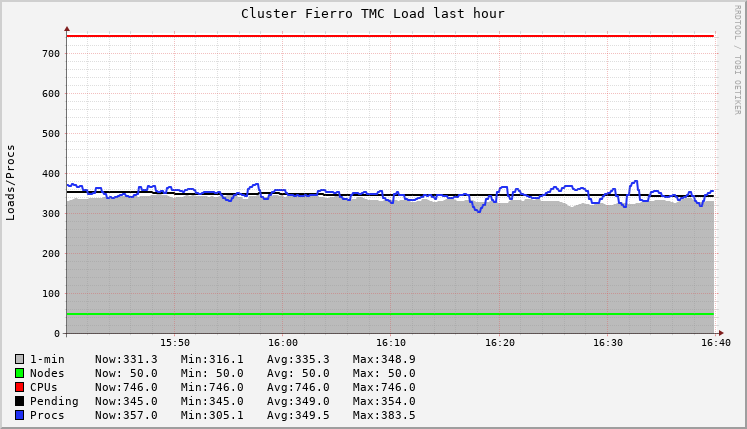 Cluster Fierro TMC Load last hour
RRDTOOL / TOBI OETIKER
Loads/Procs
700
600
500
400
300
200
100
0
15:50 16:00 16:10 16:20 16:30 16:40
1-min Now:331.3 Min:316.1 Avg:335.3 Max:348.9
Nodes Now: 50.0 Min: 50.0 Avg: 50.0 Max: 50.0
CPUs Now:746.0 Min:746.0 Avg:746.0 Max:746.0
Pending Now:345.0 Min:345.0 Avg:349.0 Max:354.0
Procs Now:357.0 Min:305.1 Avg:349.5 Max:383.5